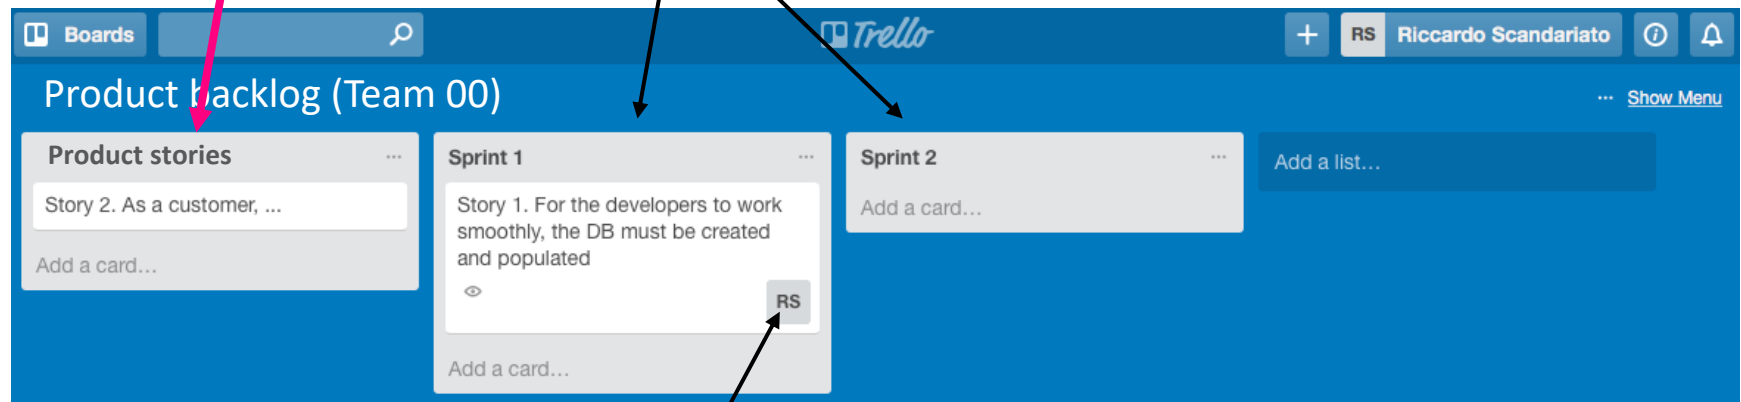 Boards
Trello
+ RS Riccardo Scandariato
Product backlog (Team 00)
... Show Menu
Product stories ...
Story 2. As a customer, ...
Add a card...
Sprint 1 ...
Story 1. For the developers to work
smoothly, the DB must be created
and populated
RS
Add a card...
Sprint 2 ...
Add a card...
Add a list...